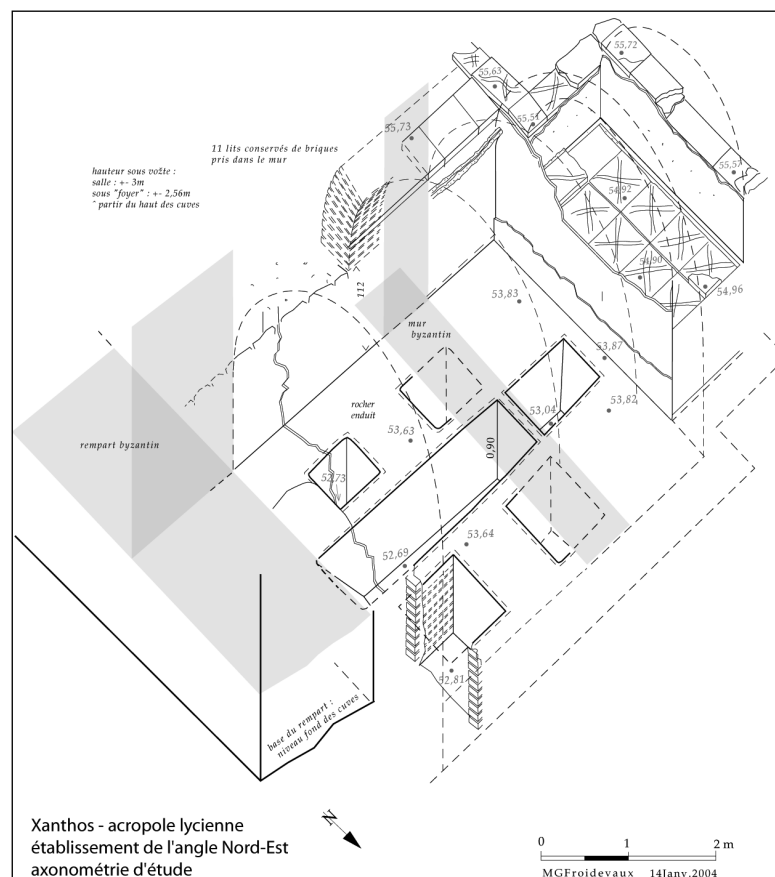 55,72
55,63
55,51
55,73
11 lits conservés de briques
pris dans le mur
hauteur sous vožte :
salle : +- 3m
sous "foyer" : +- 2,56m
ˆ partir du haut des cuves
55,57
54,92
54,90
54,96
112
53,83
mur
byzantin
53,87
53,82
rocher
enduit
53,04
53,63
rempart byzantin
0,90
52,73
53,64
52,69
52,81
base du rempart :
niveau fond des cuves
N
Xanthos - acropole lycienne
établissement de l'angle Nord-Est
axonométrie d'étude
0 1 2 m
MGFroidevaux 14Janv.2004